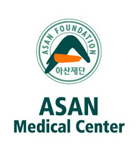 ASAN FOUNDATION
아산재단
ASAN
Medical Center